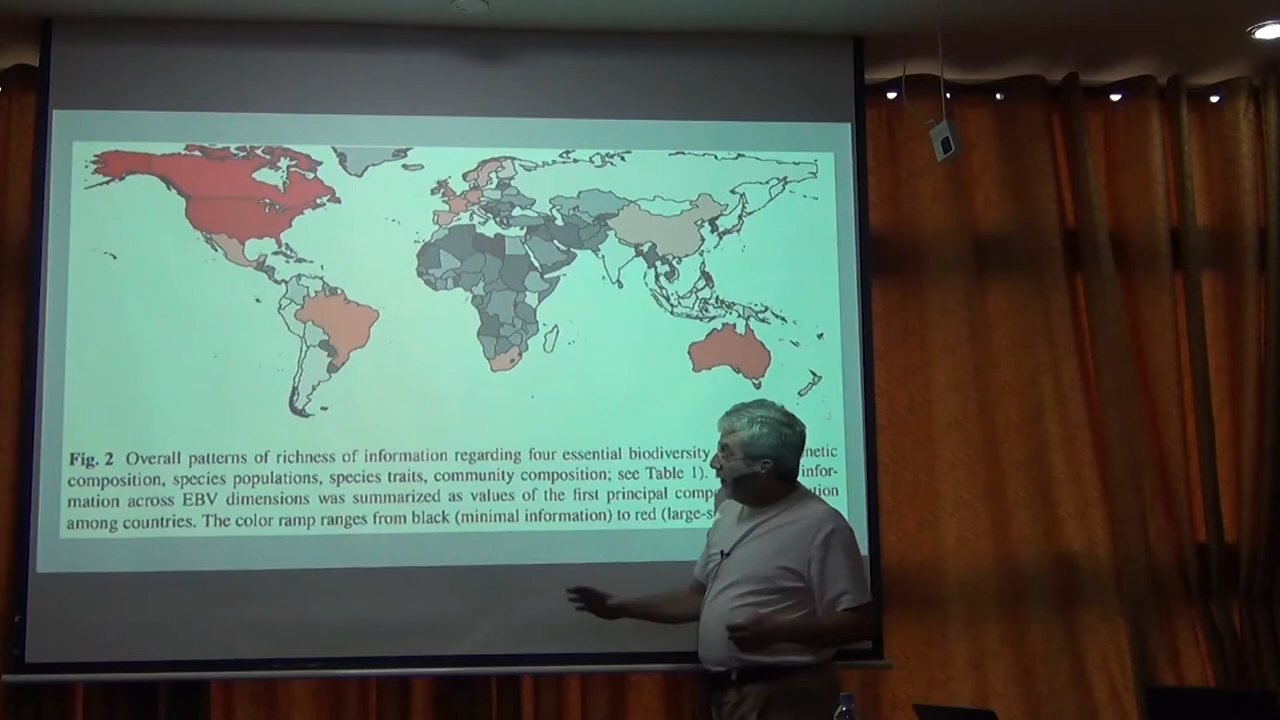 Fig. 2 Overall patterns of richness of information regarding four essential biodiversity netic
composition, species populations, species traits, community composition; see Table 1). infor-
mation across EBV dimensions was summarized as values of the first principal comp tion
among countries. The color ramp ranges from black (minimal information) to red (large-s